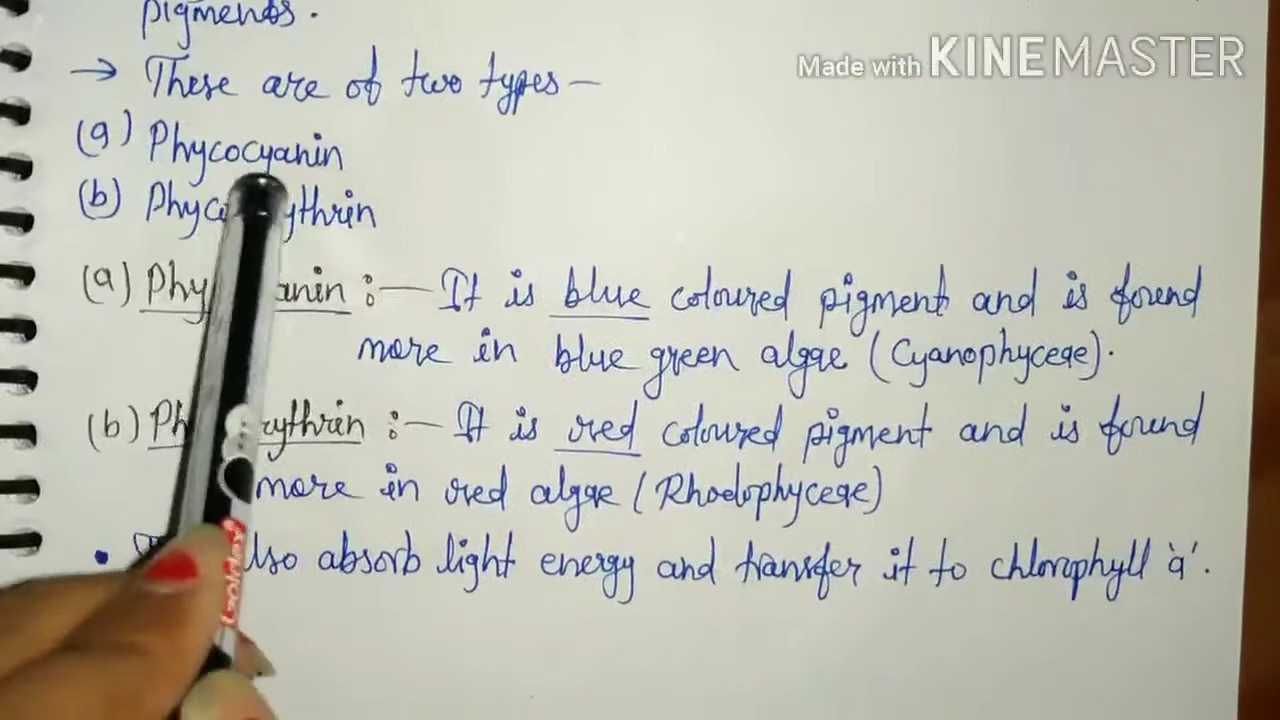 pigments.
Made with KINEMASTER
→ These are of two types —
(a) Phycocyanin
(b) Phyc ythrin
(a) Phy anin :— It is blue coloured pigment and is found
more in blue green algae (Cyanophyceae).
(b) Ph rythrin :— It is red coloured pigment and is found
more in red algae (Rhodophyceae)
• lso absorb light energy and transfer it to chlorophyll 'a'.